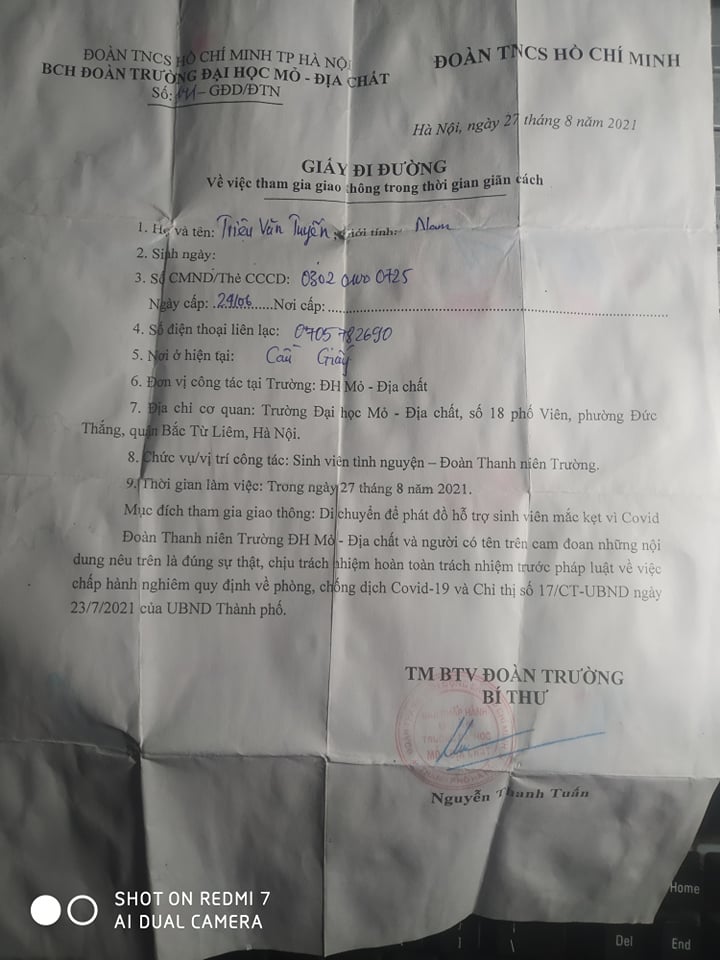 ĐOÀN TNCS HỒ CHÍ MINH TP HÀ NỘI
BCH ĐOÀN TRƯỜNG ĐẠI HỌC MỎ - ĐỊA CHẤT
Số: - GĐD/ĐTN
ĐOÀN TNCS HỒ CHÍ MINH
Hà Nội, ngày 27 tháng 8 năm 2021
GIẤY ĐI ĐƯỜNG
Về việc tham gia giao thông trong thời gian giãn cách
1. Họ và tên: Triệu Văn Tuyến, giới tính: Nam
2. Sinh ngày:
3. Số CMND/Thẻ CCCD: 0302 0725
Ngày cấp: 29/06 Nơi cấp:
4. Số điện thoại liên lạc: 0705782690
5. Nơi ở hiện tại: Cầu Giấy
6. Đơn vị công tác tại Trường: ĐH Mỏ - Địa chất
7. Địa chỉ cơ quan: Trường Đại học Mỏ - Địa chất, số 18 phố Viên, phường Đức
Thắng, quận Bắc Từ Liêm, Hà Nội.
8. Chức vụ/vị trí công tác: Sinh viên tình nguyện – Đoàn Thanh niên Trường.
9. Thời gian làm việc: Trong ngày 27 tháng 8 năm 2021.
Mục đích tham gia giao thông: Di chuyển để phát đồ hỗ trợ sinh viên mắc kẹt vì Covid
Đoàn Thanh niên Trường ĐH Mỏ - Địa chất và người có tên trên cam đoan những nội
dung nêu trên là đúng sự thật, chịu trách nhiệm hoàn toàn trách nhiệm trước pháp luật về việc
chấp hành nghiêm quy định về phòng, chống dịch Covid-19 và Chỉ thị số 17/CT-UBND ngày
23/7/2021 của UBND Thành phố.
TM BTV ĐOÀN TRƯỜNG
BÍ THƯ
Nguyễn Thanh Tuấn
SHOT ON REDMI 7
AI DUAL CAMERA
Home
Del
End